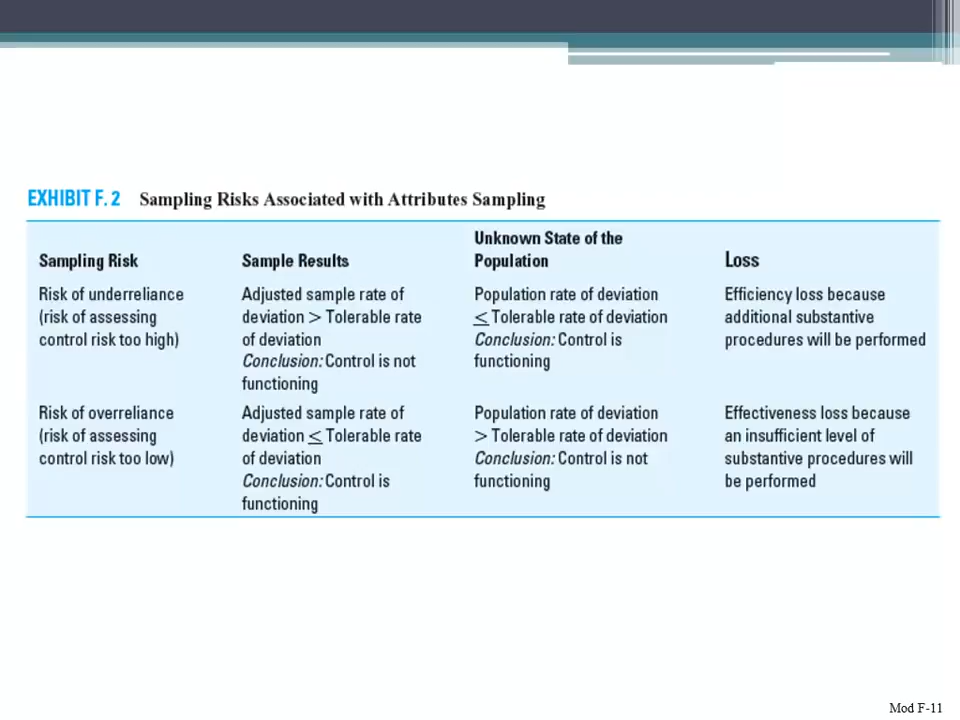 EXHIBIT F. 2 Sampling Risks Associated with Attributes Sampling
Sampling Risk
Sample Results
Unknown State of the
Population
Loss
Risk of underreliance
(risk of assessing
control risk too high)
Adjusted sample rate of
deviation > Tolerable rate
of deviation
Conclusion: Control is not
functioning
Population rate of deviation
≤ Tolerable rate of deviation
Conclusion: Control is
functioning
Efficiency loss because
additional substantive
procedures will be performed
Risk of overreliance
(risk of assessing
control risk too low)
Adjusted sample rate of
deviation ≤ Tolerable rate
of deviation
Conclusion: Control is
functioning
Population rate of deviation
> Tolerable rate of deviation
Conclusion: Control is not
functioning
Effectiveness loss because
an insufficient level of
substantive procedures will
be performed
Mod F-11